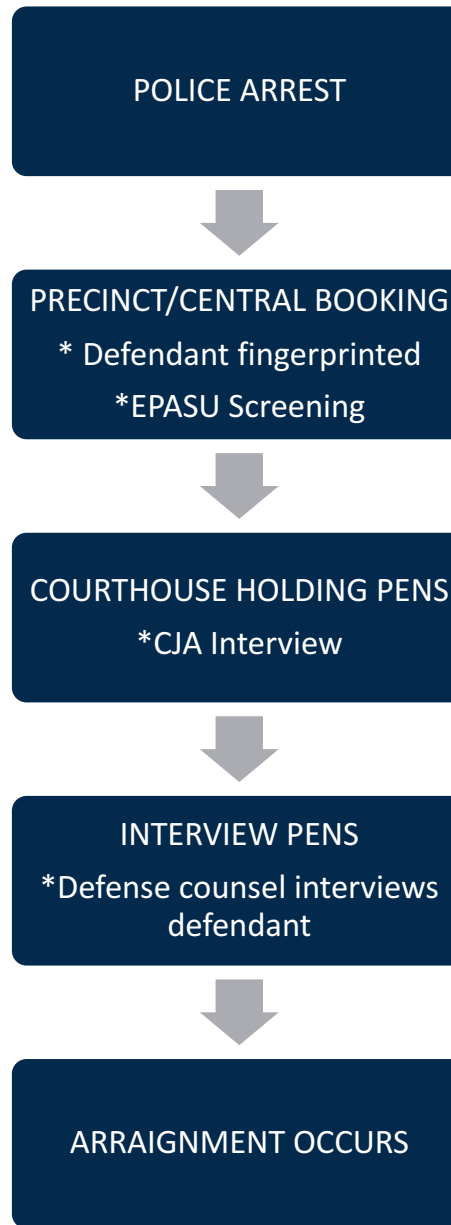 POLICE ARREST
PRECINCT/CENTRAL BOOKING
* Defendant fingerprinted
*EPASU Screening
COURTHOUSE HOLDING PENS
*CJA Interview
INTERVIEW PENS
*Defense counsel interviews
defendant
ARRAIGNMENT OCCURS